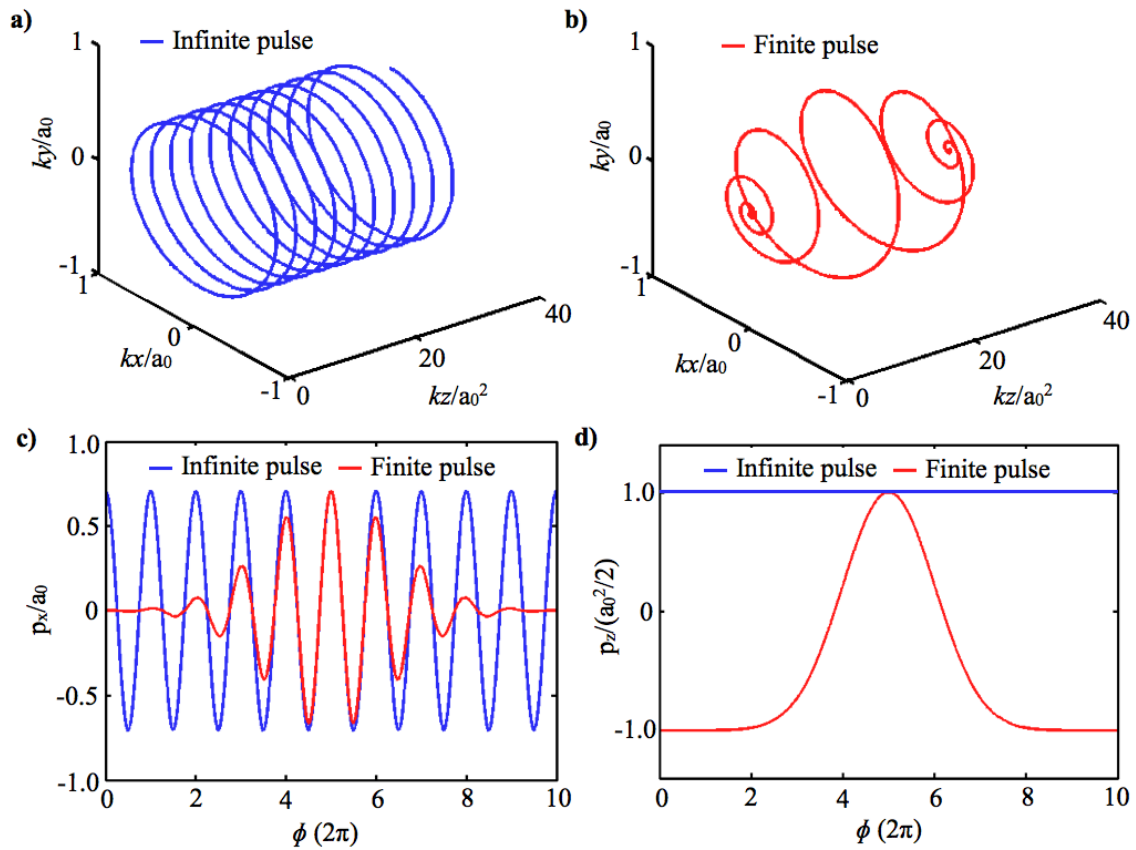 a)
Infinite pulse
1
0
-1
ky/a₀
1
0
-1
kx/a₀
0
20
40
kz/a₀²
b)
Finite pulse
1
0
-1
ky/a₀
1
0
-1
kx/a₀
0
20
40
kz/a₀²
c)
Infinite pulse Finite pulse
1.0
0.5
0
-0.5
-1.0
pₓ/a₀
0 2 4 6 8 10
ϕ (2π)
d)
Infinite pulse Finite pulse
1.0
0
-1.0
p_z/(a₀²/2)
0 2 4 6 8 10
ϕ (2π)